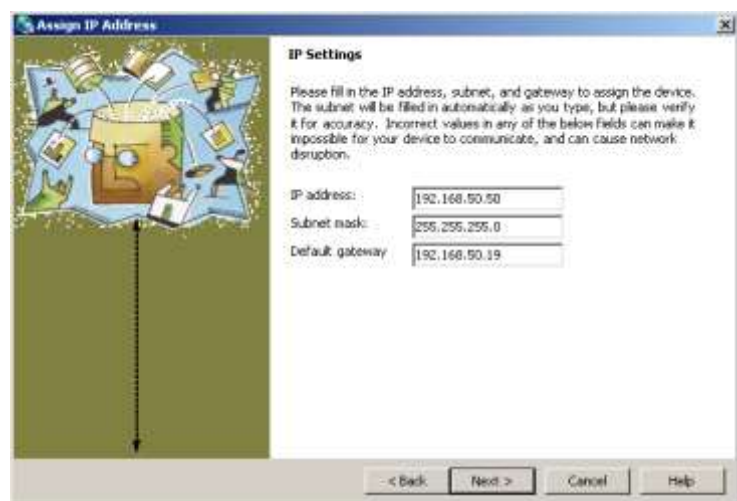 Assign IP Address
IP Settings
Please fill in the IP address, subnet, and gateway to assign the device.
The subnet will be filled in automatically as you type, but please verify
it for accuracy. Incorrect values in any of the below fields can make it
impossible for your device to communicate, and can cause network
disruption.
IP address: 192.168.50.50
Subnet mask: 255.255.255.0
Default gateway 192.168.50.19
< Back Next > Cancel Help